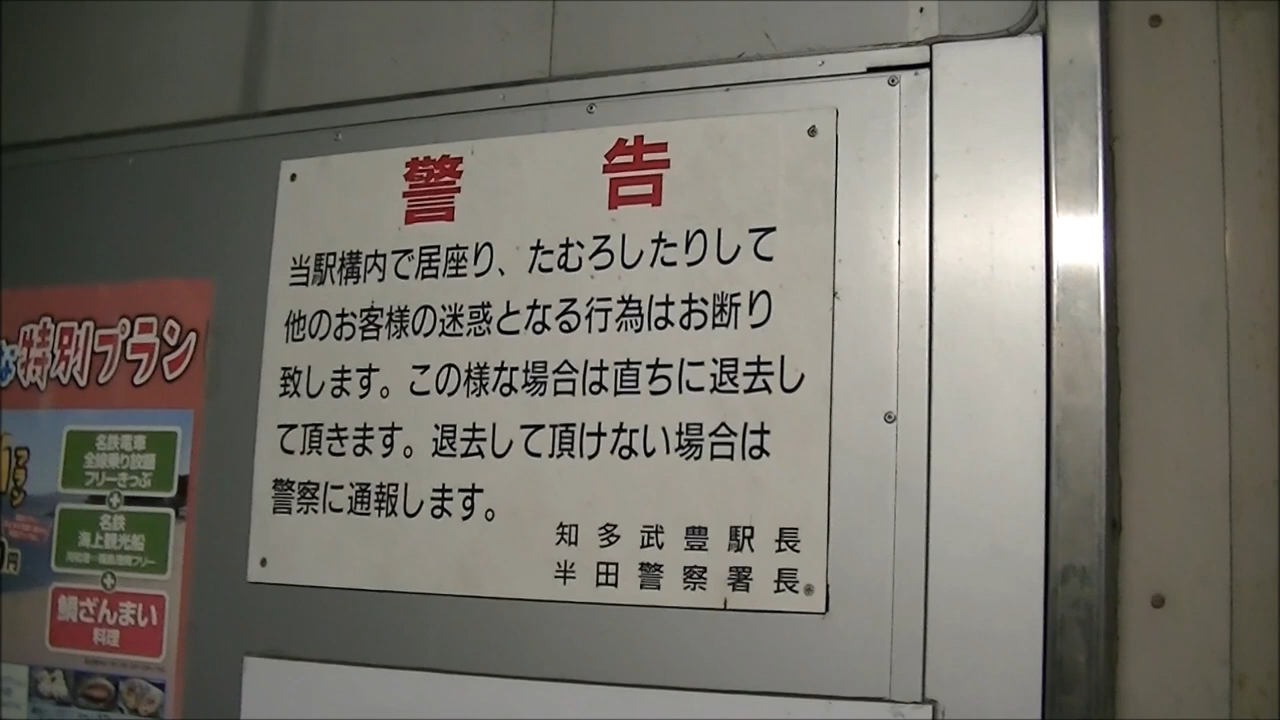 警 告
当駅構内で居座り、たむろしたりして
他のお客様の迷惑となる行為はお断り
致します。この様な場合は直ちに退去し
て頂きます。退去して頂けない場合は
警察に通報します。
知多武豊駅長
半田警察署長
特別プラン
プラン
円
名鉄電車
全線乗り放題
フリーきっぷ
+
名鉄
海上観光船
+
鯛ざんまい
料理